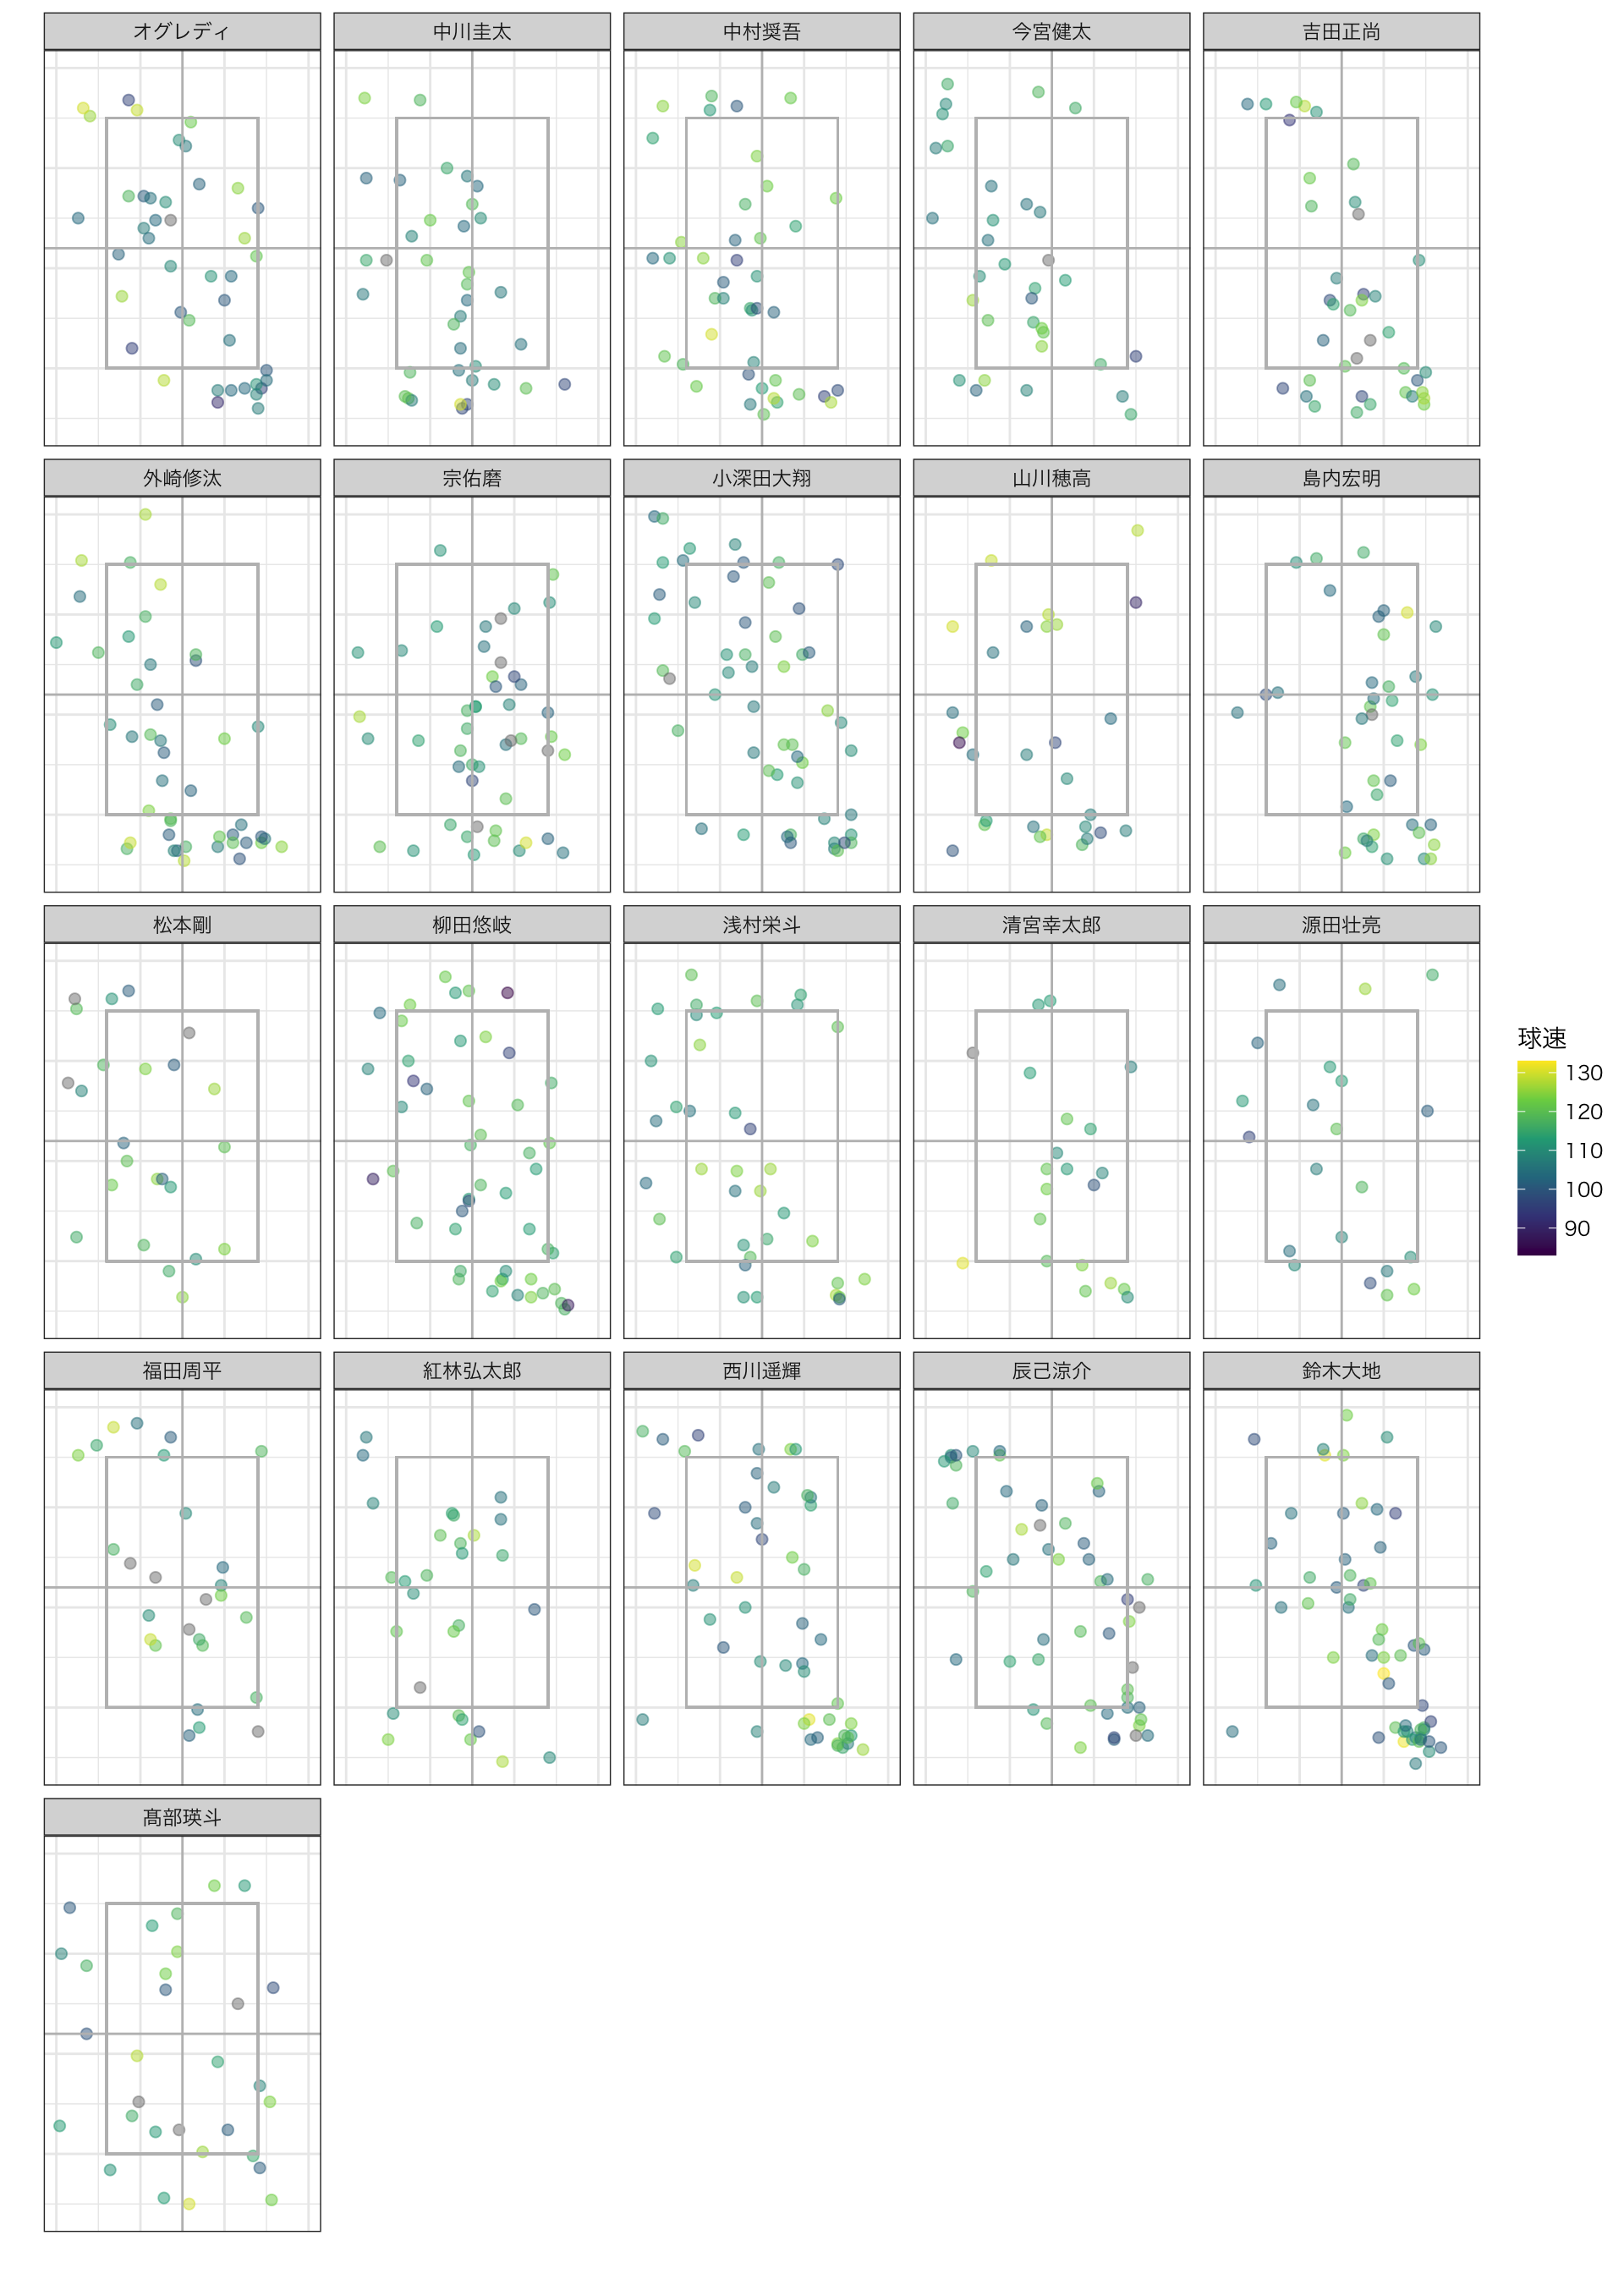 オグレディ
中川圭太
中村奨吾
今宮健太
吉田正尚
外崎修汰
宗佑磨
小深田大翔
山川穂高
島内宏明
松本剛
柳田悠岐
浅村栄斗
清宮幸太郎
源田壮亮
球速
130
120
110
100
90
福田周平
紅林弘太郎
西川遥輝
辰己涼介
鈴木大地
髙部瑛斗